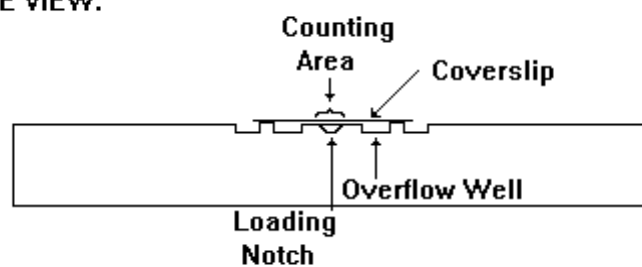 E VIEW:
Counting
Area
Coverslip
Overflow Well
Loading
Notch